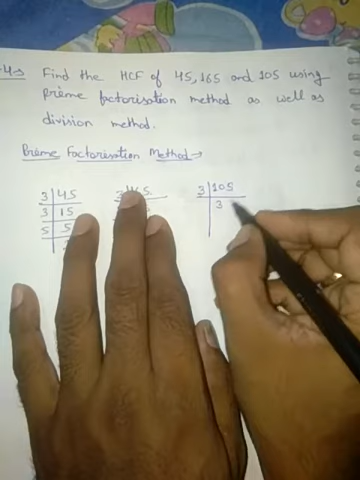 Find the HCF of 45, 165 and 105 using
prime factorisation method as well as
division method.
Prime Factorisation Method →
3 45 3 3 105
3 15 3
5 5